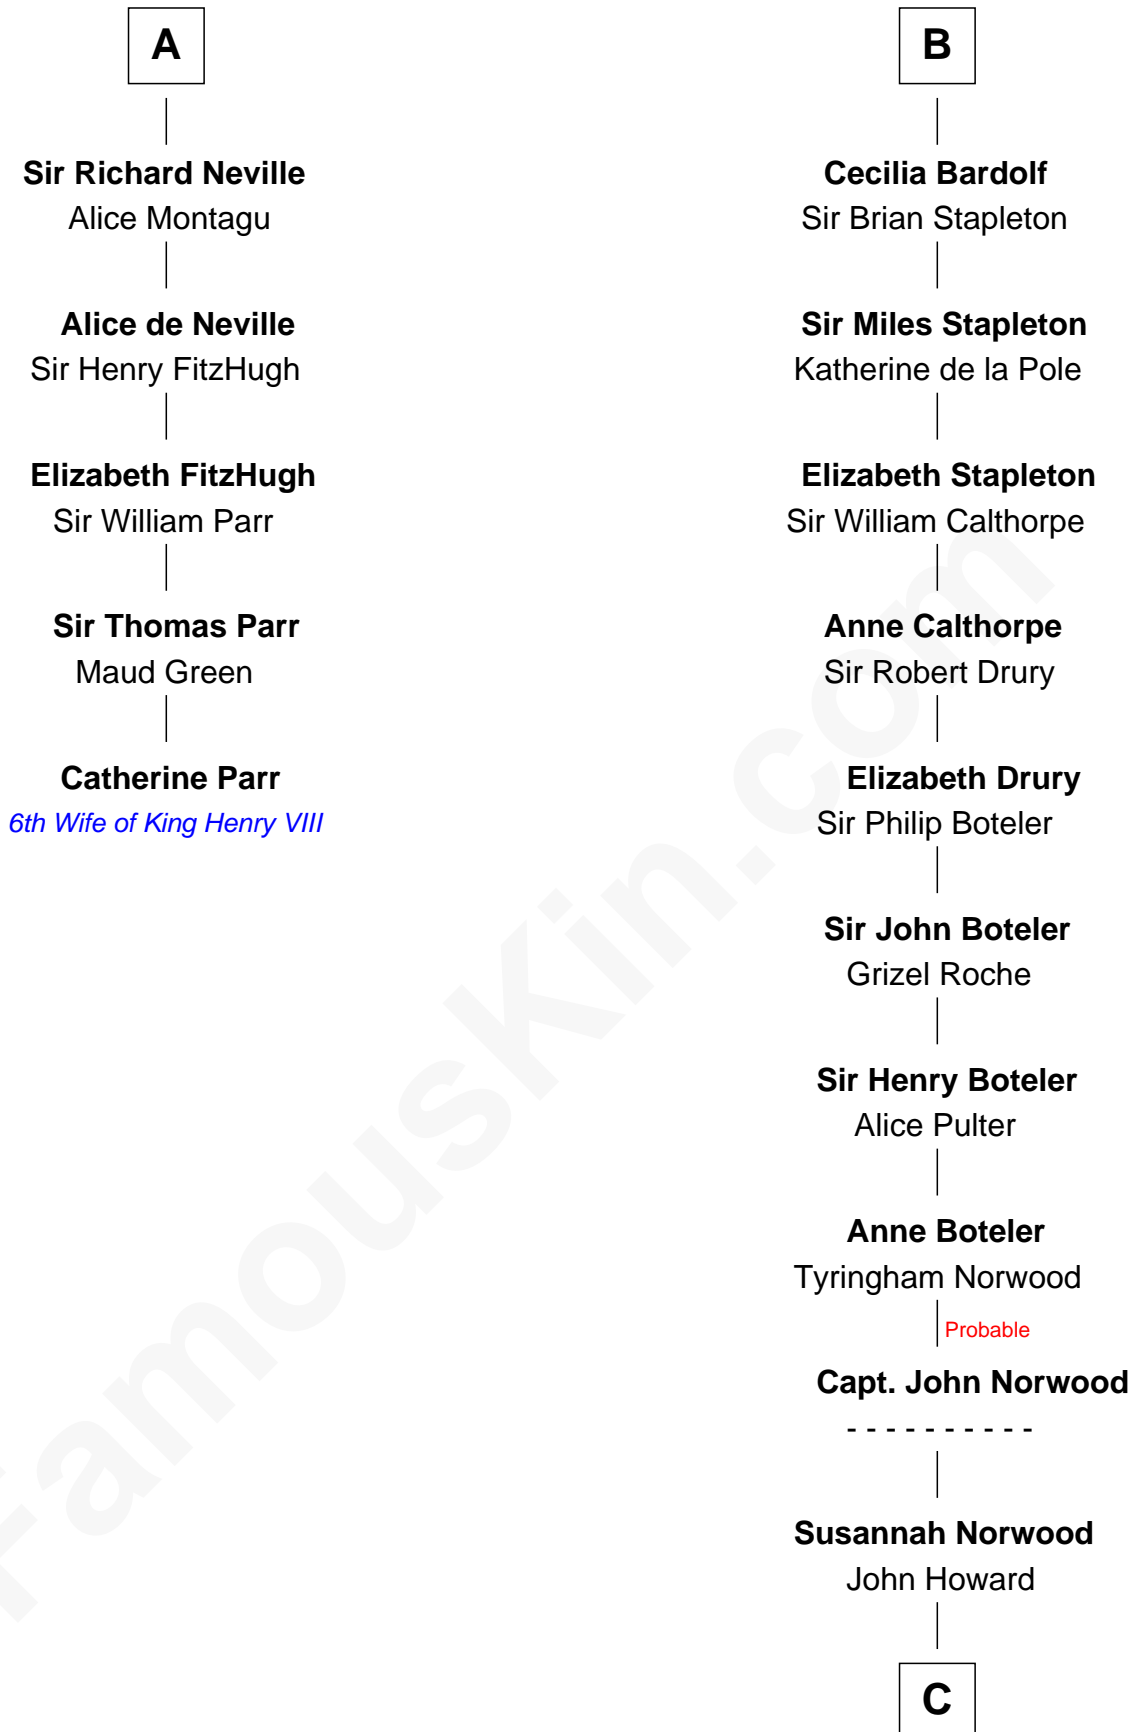 A
Sir Richard Neville
Alice Montagu
Alice de Neville
Sir Henry FitzHugh
Elizabeth FitzHugh
Sir William Parr
Sir Thomas Parr
Maud Green
Catherine Parr
6th Wife of King Henry VIII
B
Cecilia Bardolf
Sir Brian Stapleton
Sir Miles Stapleton
Katherine de la Pole
Elizabeth Stapleton
Sir William Calthorpe
Anne Calthorpe
Sir Robert Drury
Elizabeth Drury
Sir Philip Boteler
Sir John Boteler
Grizel Roche
Sir Henry Boteler
Alice Pulter
Anne Boteler
Tyringham Norwood
Probable
Capt. John Norwood
- - - - - - - - - -
Susannah Norwood
John Howard
C
FamousKin.com